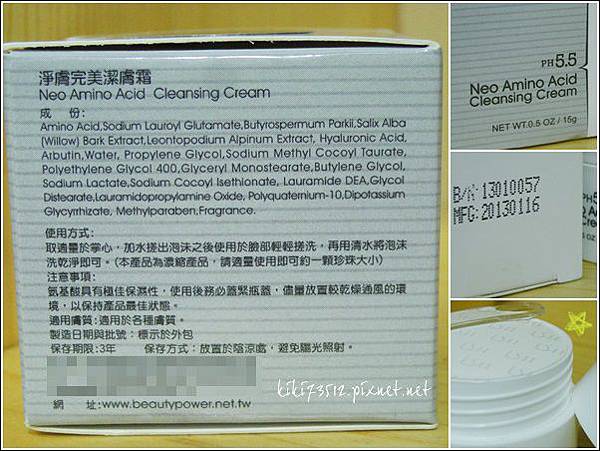 淨膚完美潔膚霜
Neo Amino Acid Cleansing Cream
成 份:
Amino Acid,Sodium Lauroyl Glutamate,Butyrospermum Parkii,Salix Alba
(Willow) Bark Extract,Leontopodium Alpinum Extract, Hyaluronic Acid,
Arbutin,Water, Propylene Glycol,Sodium Methyl Cocoyl Taurate,
Polyethylene Glycol 400,Glyceryl Monostearate,Butylene Glycol,
Sodium Lactate,Sodium Cocoyl Isethionate, Lauramide DEA,Glycol
Distearate,Lauramidopropylamine Oxide, Polyquaternium-10,Dipotassium
Glycyrrhizate, Methylparaben,Fragrance.
使用方式:
取適量於掌心，加水搓出泡沫之後使用於臉部輕輕搓洗，再用清水將泡沫
洗乾淨即可。(本產品為濃縮產品，請適量使用即可約一顆珍珠大小)
注意事項:
氨基酸具有極佳保濕性，使用後務必蓋緊瓶蓋，儘量放置較乾燥通風的環
境，以保持產品最佳狀態。
適用膚質:適用於各種膚質。
製造日期與批號：標示於外包
保存期限:3年 保存方式：放置於陰涼處，避免陽光照射。
網 址:www.beautypower.net.tw
kiki73512.pixnet.net
PH5.5
Neo Amino Acid
Cleansing Cream
NET WT.0.5 OZ / 15g
B/N:13010057
MFG:20130116